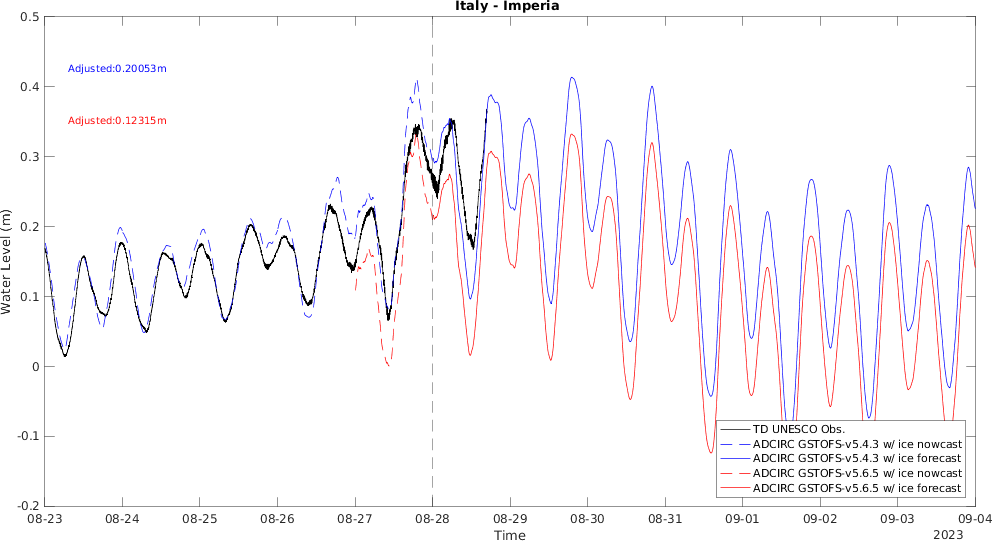 Italy - Imperia
0.5
0.4
0.3
0.2
0.1
0
-0.1
-0.2
Water Level (m)
Adjusted:0.20053m
Adjusted:0.12315m
TD UNESCO Obs.
ADCIRC GSTOFS-v5.4.3 w/ ice nowcast
ADCIRC GSTOFS-v5.4.3 w/ ice forecast
ADCIRC GSTOFS-v5.6.5 w/ ice nowcast
ADCIRC GSTOFS-v5.6.5 w/ ice forecast
08-23 08-24 08-25 08-26 08-27 08-28 08-29 08-30 08-31 09-01 09-02 09-03 09-04
Time
2023